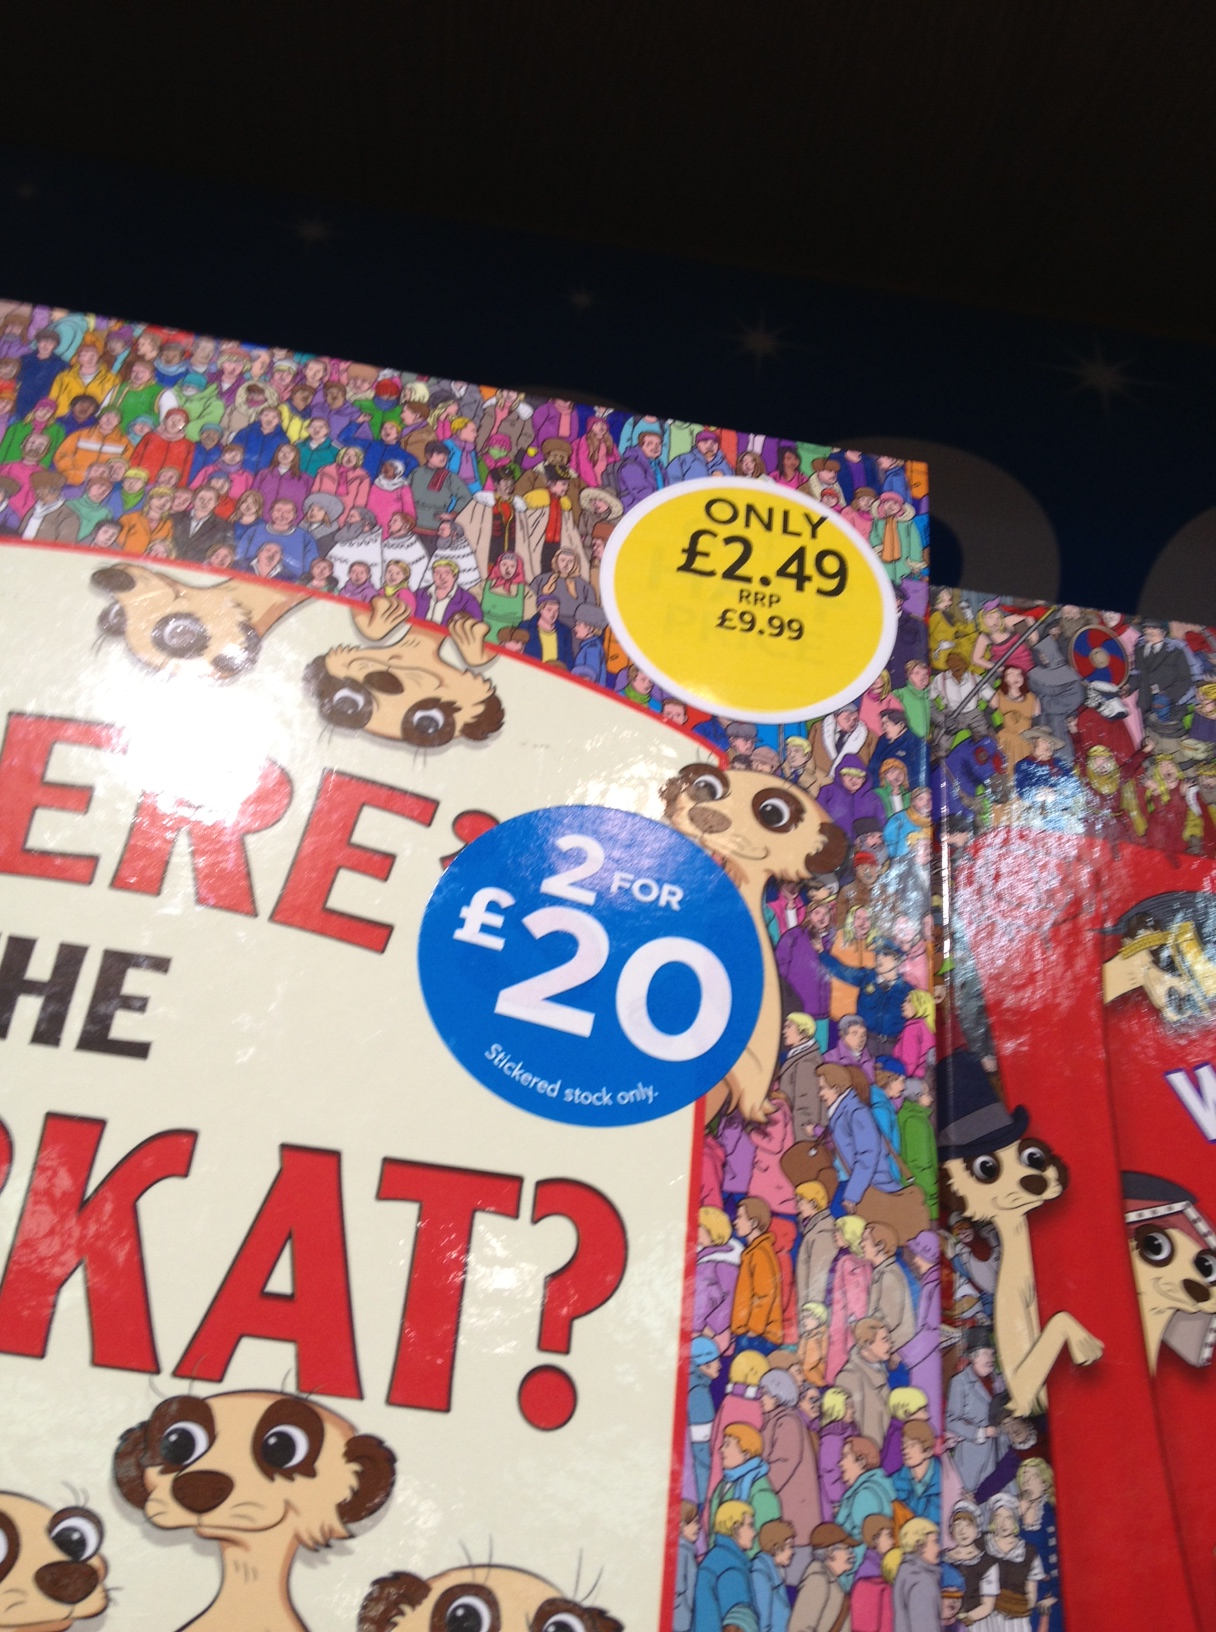 ONLY
£2.49
RRP
£9.99
ERE'
2 FOR
£20
Stickered stock only.
HE
KAT?
W